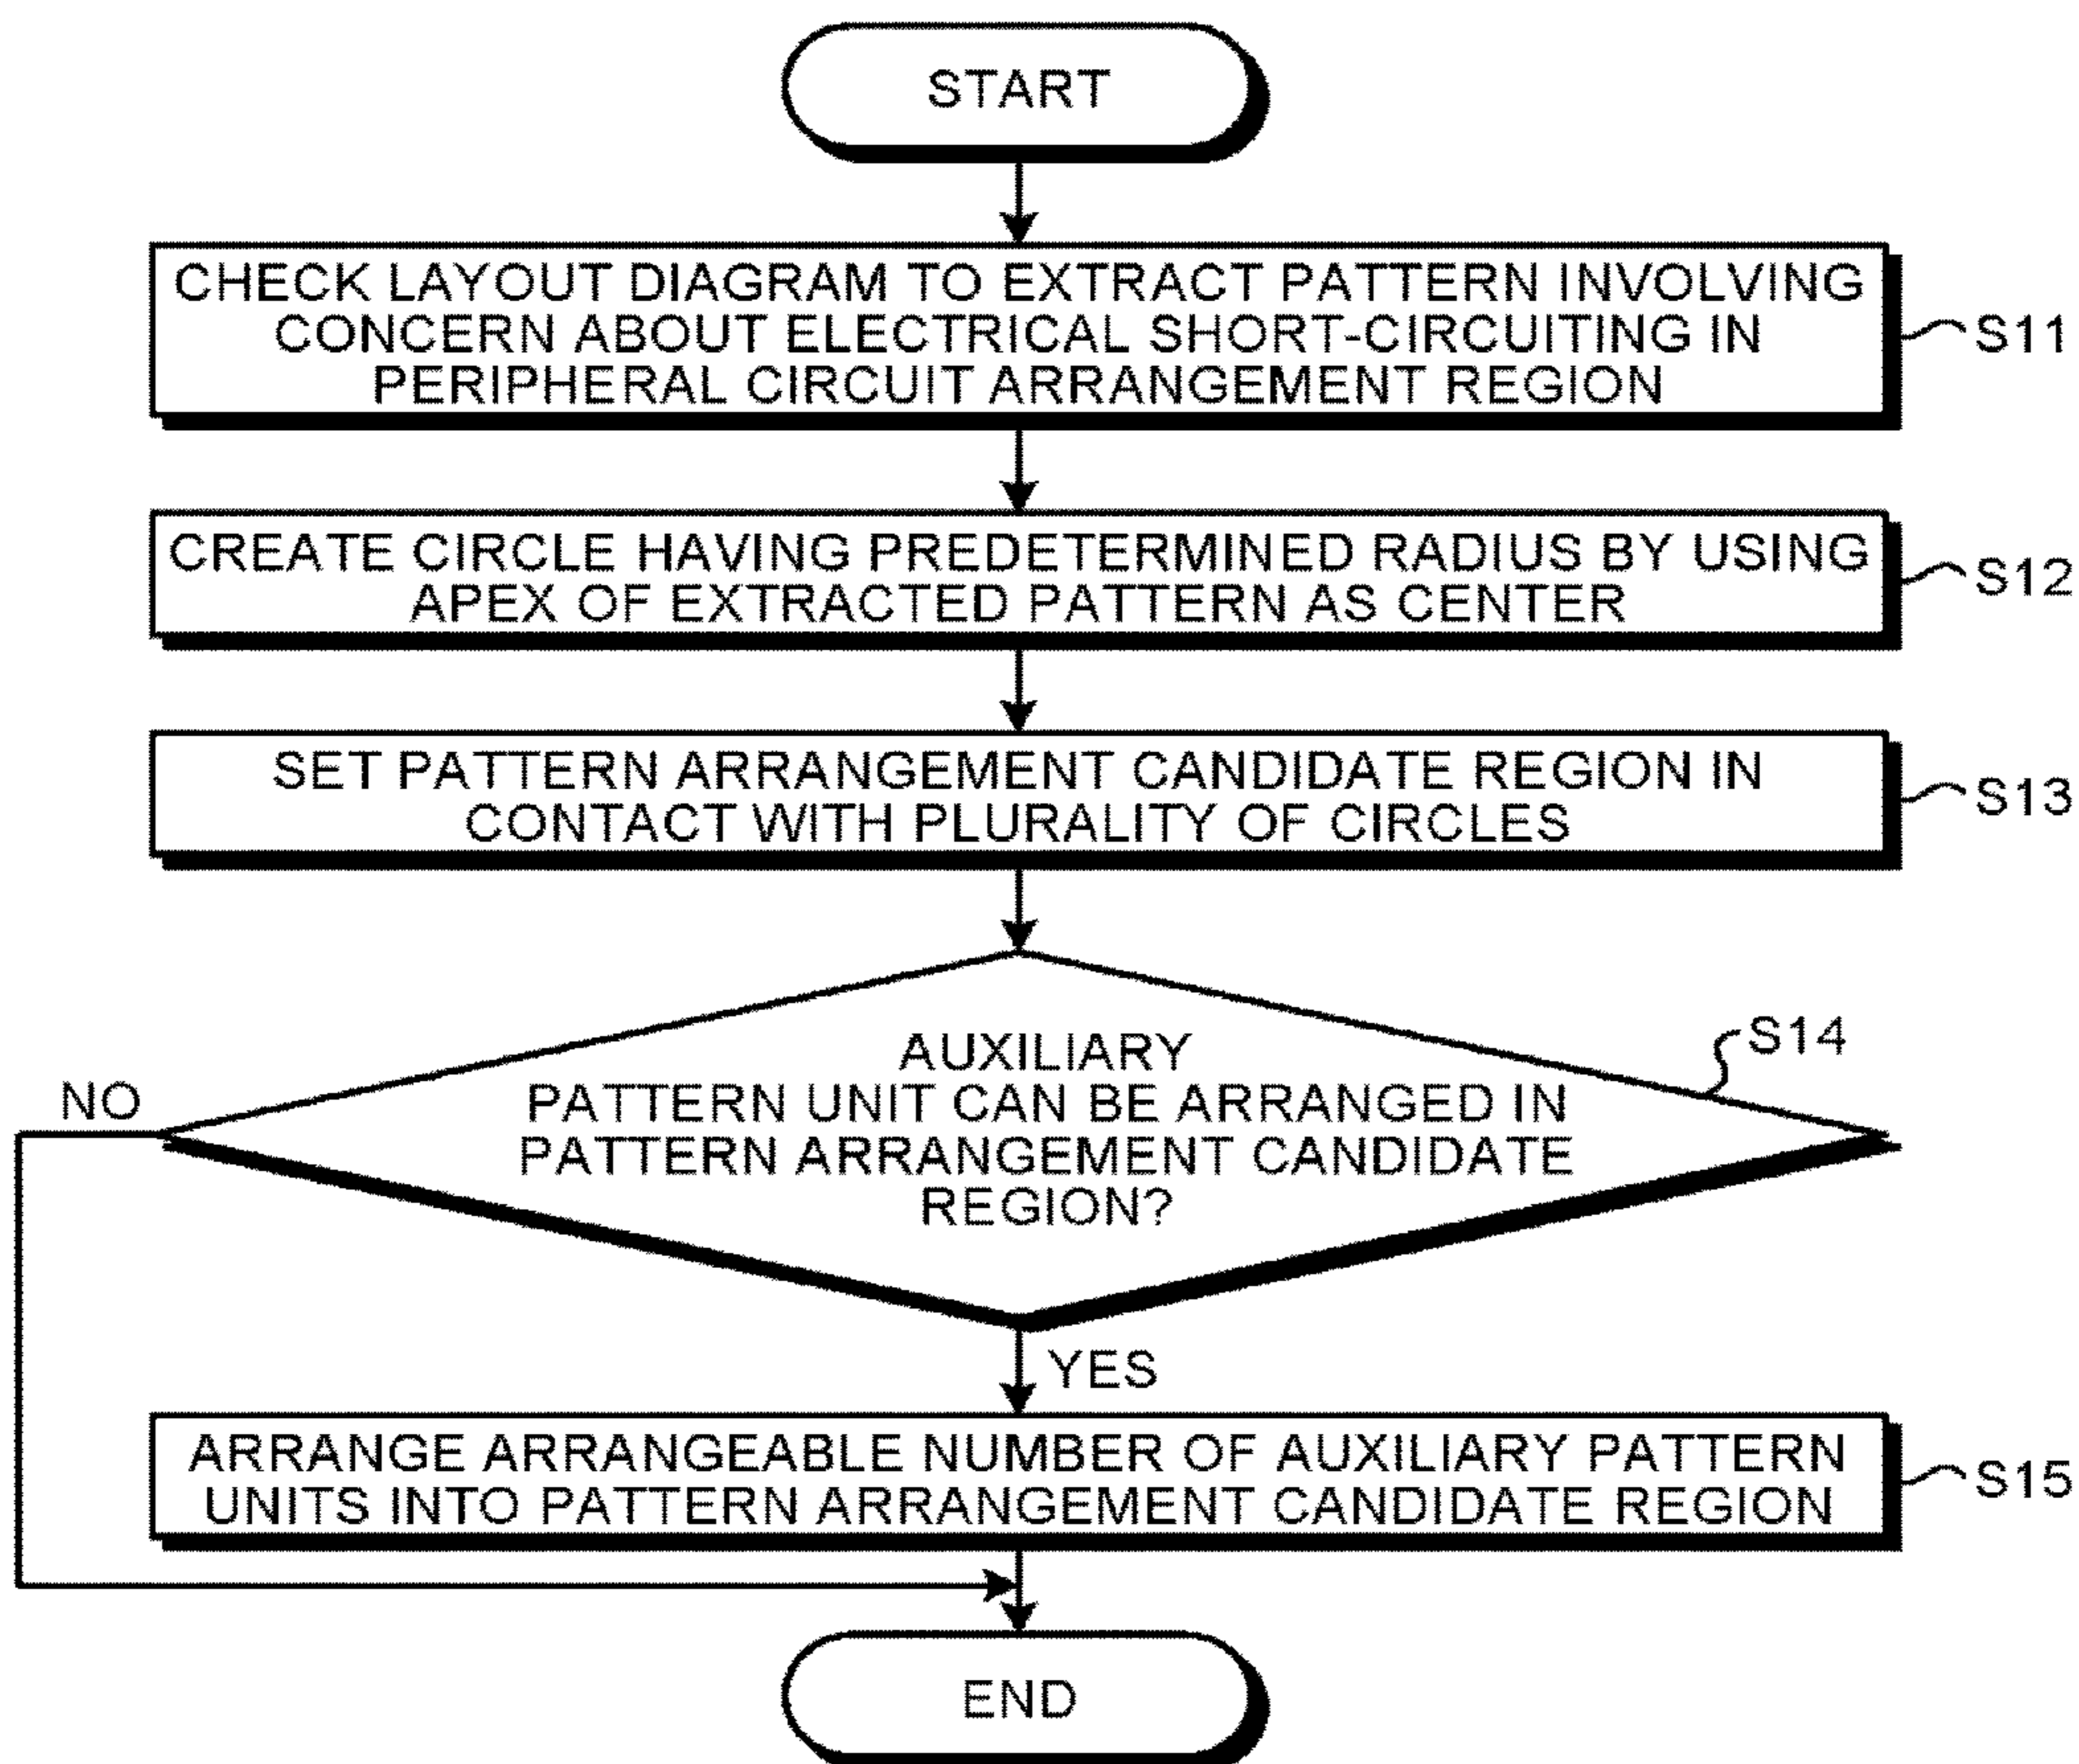 START
CHECK LAYOUT DIAGRAM TO EXTRACT PATTERN INVOLVING
CONCERN ABOUT ELECTRICAL SHORT-CIRCUITING IN
PERIPHERAL CIRCUIT ARRANGEMENT REGION
S11
CREATE CIRCLE HAVING PREDETERMINED RADIUS BY USING
APEX OF EXTRACTED PATTERN AS CENTER
S12
SET PATTERN ARRANGEMENT CANDIDATE REGION IN
CONTACT WITH PLURALITY OF CIRCLES
S13
S14
AUXILIARY
PATTERN UNIT CAN BE ARRANGED IN
PATTERN ARRANGEMENT CANDIDATE
REGION?
NO
YES
ARRANGE ARRANGEABLE NUMBER OF AUXILIARY PATTERN
UNITS INTO PATTERN ARRANGEMENT CANDIDATE REGION
S15
END